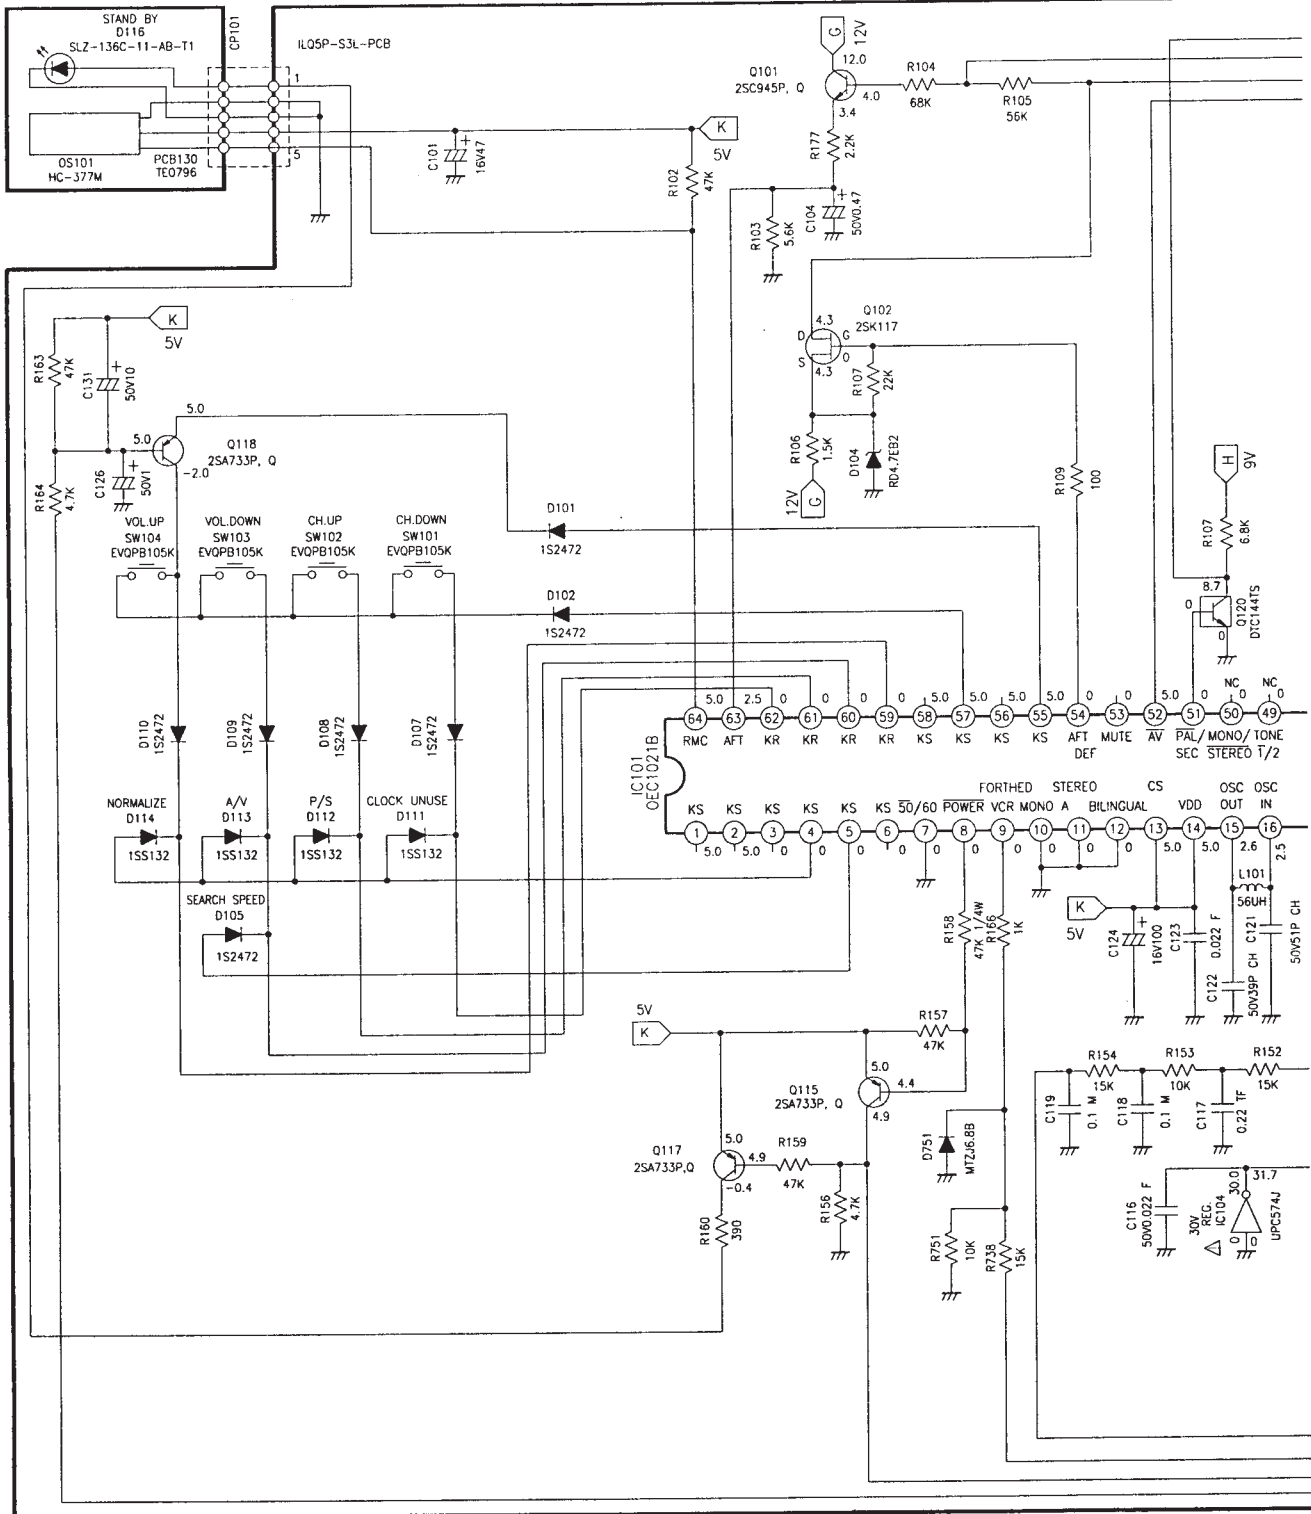 STAND BY
D116
SLZ-136C-11-AB-T1
CP101
ILQ5P-S3L-PCB
1
5
OS101
HC-377M
PCB130
TE0796
C101
16V47
R102
47K
K
5V
G
12V
12.0
Q101
2SC945P, Q
4.0
3.4
R104
68K
R105
56K
R177
2.2K
R103
5.6K
C104
50V0.47
K
5V
R163
47K
C131
50V10
5.0
5.0
Q118
2SA733P, Q
-2.0
C126
50V1
R164
4.7K
Q102
2SK117
4.3
D
G
S
0
4.3
R107
22K
R106
1.5K
D104
RD4.7EB2
12V
G
R109
100
H
9V
R107
6.8K
8.7
0
0
Q120
DTC144TS
VOL.UP
SW104
EVQPB105K
VOL.DOWN
SW103
EVQPB105K
CH.UP
SW102
EVQPB105K
CH.DOWN
SW101
EVQPB105K
D101
1S2472
D102
1S2472
D110
1S2472
D109
1S2472
D108
1S2472
D107
1S2472
NORMALIZE
D114
1SS132
A/V
D113
1SS132
P/S
D112
1SS132
CLOCK UNUSE
D111
1SS132
SEARCH SPEED
D105
1S2472
IC101
OEC1021B
5.0 2.5 0 0 0 0 5.0 5.0 5.0 5.0 0 0 5.0 0 0 0
64 63 62 61 60 59 58 57 56 55 54 53 52 51 50 49
NC NC
RMC AFT KR KR KR KR KS KS KS KS AFT MUTE AV PAL/ MONO/ TONE
DEF SEC STEREO 1/2
FORTHED STEREO CS OSC OSC
KS KS KS KS KS KS 50/60 POWER VCR MONO A BILINGUAL VDD OUT IN
1 2 3 4 5 6 7 8 9 10 11 12 13 14 15 16
5.0 5.0 0 0 0 0 0 0 0 0 0 0 5.0 5.0 2.6 2.5
R158
47K 1/4W
R166
1K
K
5V
C124
16V100
C123
0.022 F
L101
56UH
C122
50V39P CH
C121
50V51P CH
5V
K
R157
47K
5.0
Q115
2SA733P, Q
4.4
4.9
5.0
Q117
2SA733P,Q
4.9
-0.4
R159
47K
R156
4.7K
R160
390
D751
MTZJ6.8B
R751
10K
R738
15K
R154
15K
R153
10K
R152
15K
C119
0.1 M
C118
0.1 M
C117
0.22 TF
C116
50V0.022 F
30.0
31.7
30V
REG.
IC104
0
0
UPC574J